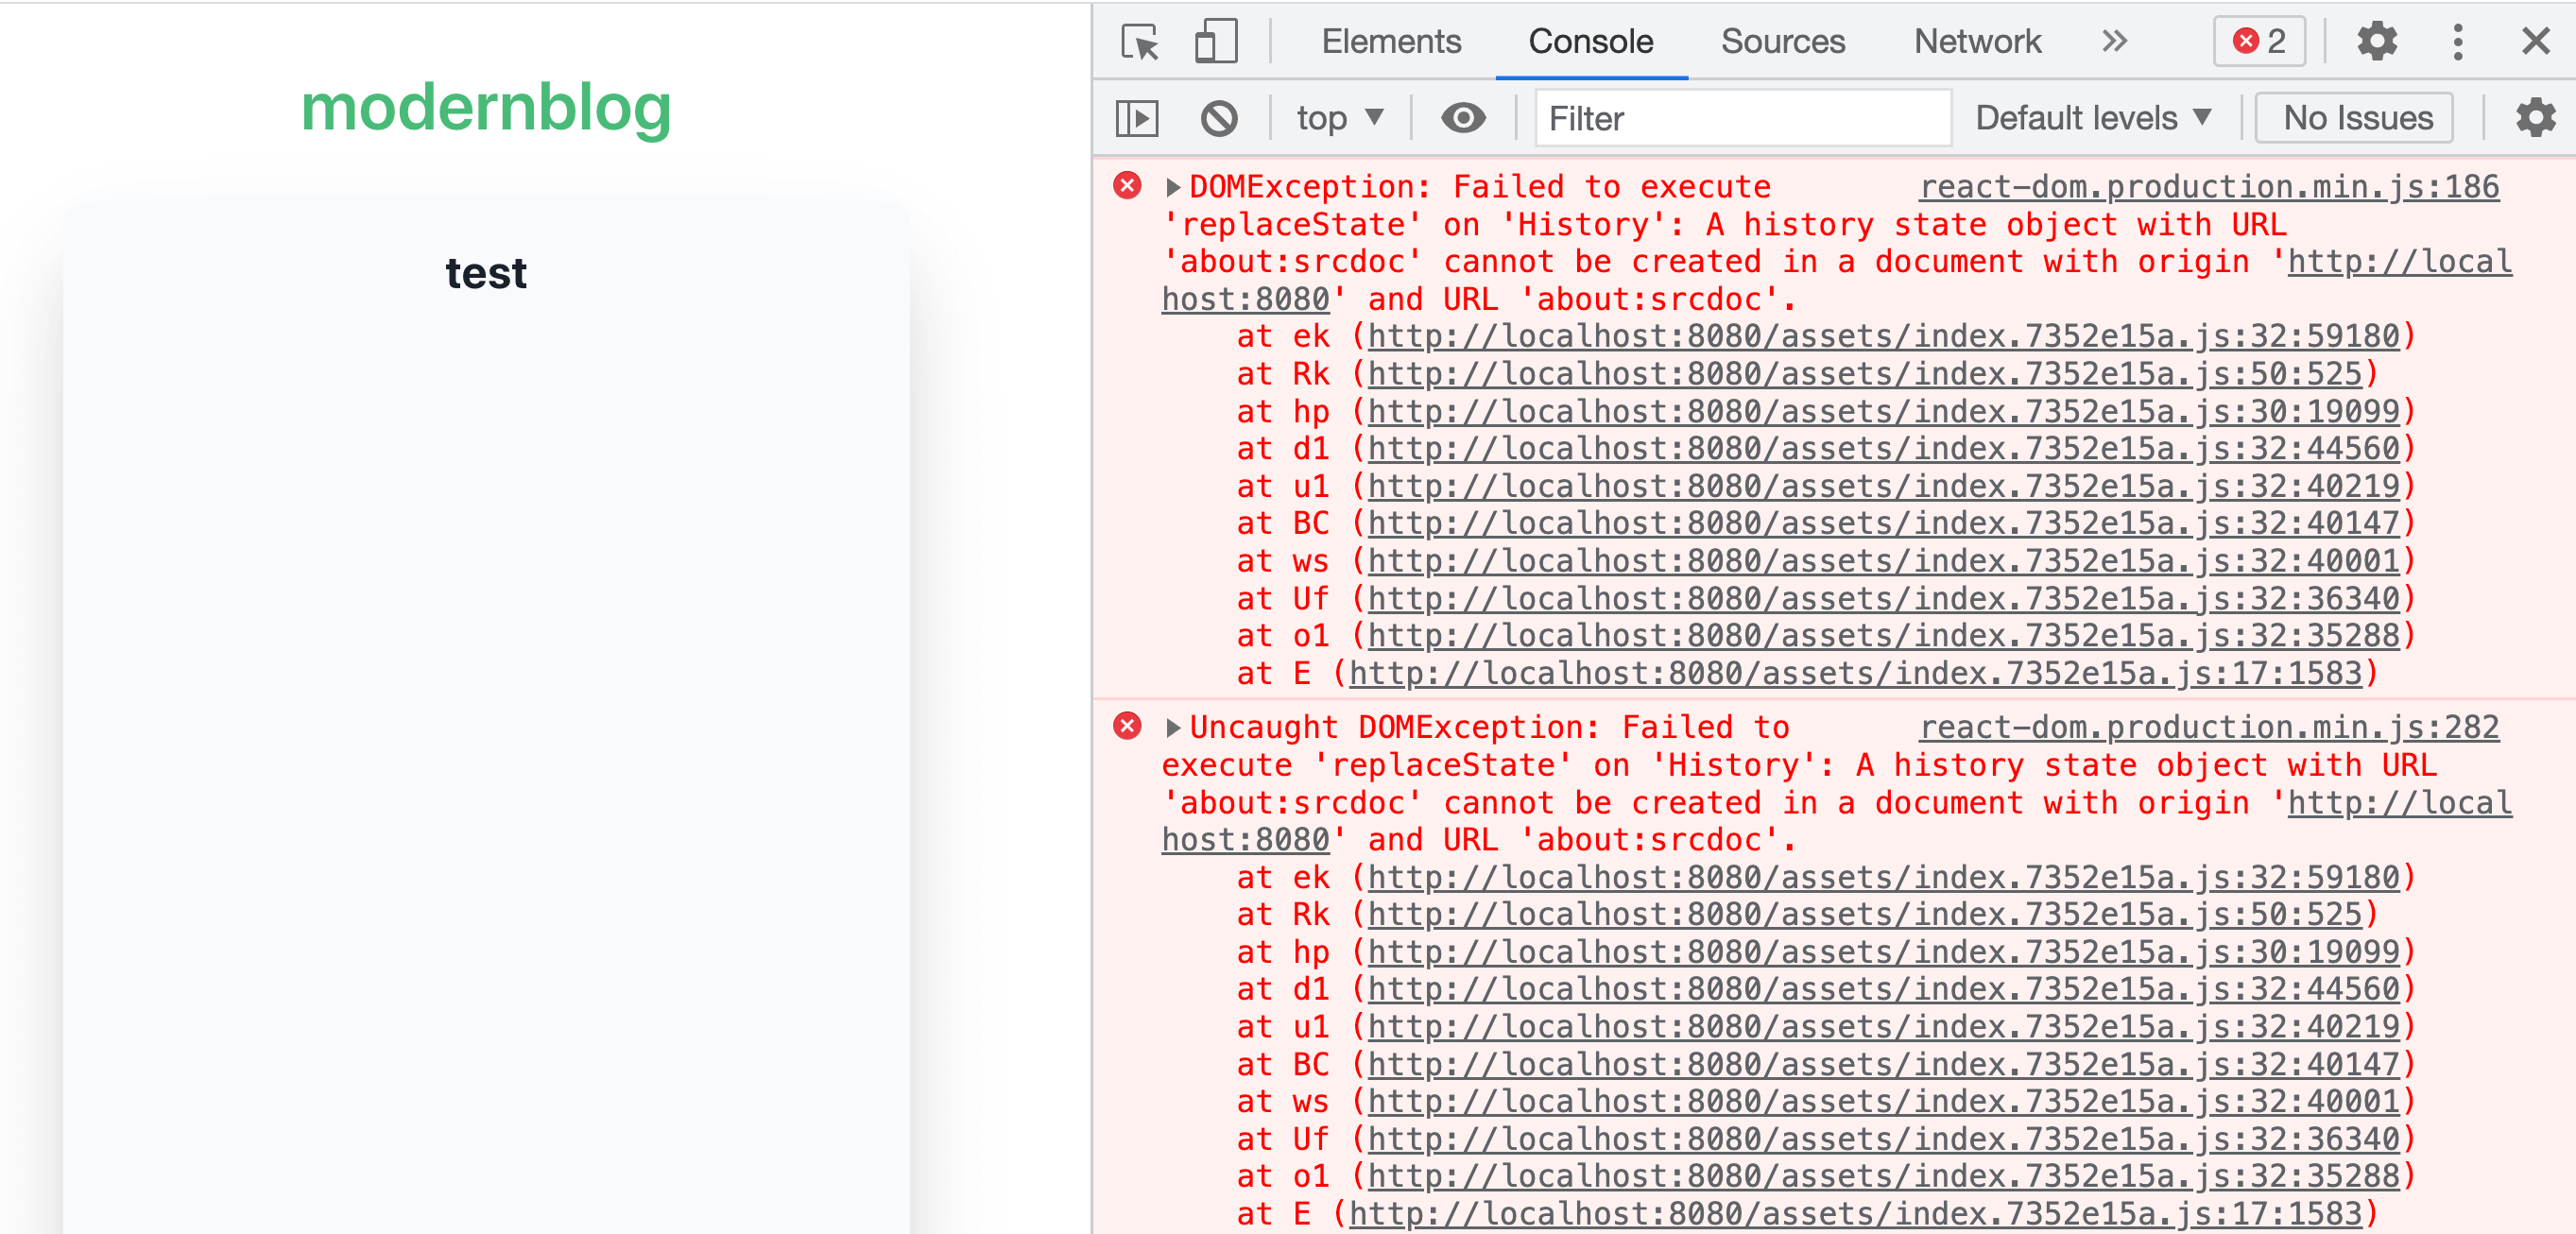 modernblog
test
Elements Console Sources Network 2
top Filter Default levels No Issues
DOMException: Failed to execute react-dom.production.min.js:186
'replaceState' on 'History': A history state object with URL
'about:srcdoc' cannot be created in a document with origin 'http://local
host:8080' and URL 'about:srcdoc'.
at ek (http://localhost:8080/assets/index.7352e15a.js:32:59180)
at Rk (http://localhost:8080/assets/index.7352e15a.js:50:525)
at hp (http://localhost:8080/assets/index.7352e15a.js:30:19099)
at d1 (http://localhost:8080/assets/index.7352e15a.js:32:44560)
at u1 (http://localhost:8080/assets/index.7352e15a.js:32:40219)
at BC (http://localhost:8080/assets/index.7352e15a.js:32:40147)
at ws (http://localhost:8080/assets/index.7352e15a.js:32:40001)
at Uf (http://localhost:8080/assets/index.7352e15a.js:32:36340)
at o1 (http://localhost:8080/assets/index.7352e15a.js:32:35288)
at E (http://localhost:8080/assets/index.7352e15a.js:17:1583)
Uncaught DOMException: Failed to react-dom.production.min.js:282
execute 'replaceState' on 'History': A history state object with URL
'about:srcdoc' cannot be created in a document with origin 'http://local
host:8080' and URL 'about:srcdoc'.
at ek (http://localhost:8080/assets/index.7352e15a.js:32:59180)
at Rk (http://localhost:8080/assets/index.7352e15a.js:50:525)
at hp (http://localhost:8080/assets/index.7352e15a.js:30:19099)
at d1 (http://localhost:8080/assets/index.7352e15a.js:32:44560)
at u1 (http://localhost:8080/assets/index.7352e15a.js:32:40219)
at BC (http://localhost:8080/assets/index.7352e15a.js:32:40147)
at ws (http://localhost:8080/assets/index.7352e15a.js:32:40001)
at Uf (http://localhost:8080/assets/index.7352e15a.js:32:36340)
at o1 (http://localhost:8080/assets/index.7352e15a.js:32:35288)
at E (http://localhost:8080/assets/index.7352e15a.js:17:1583)